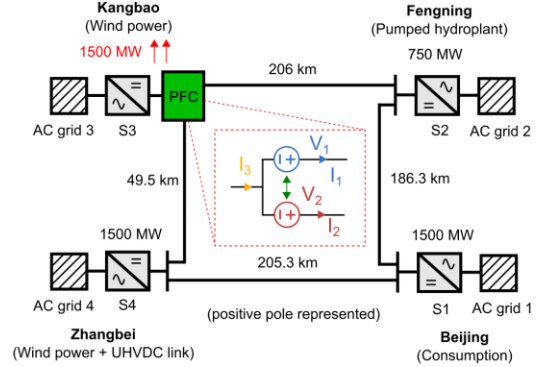 Kangbao
(Wind power)
Fengning
(Pumped hydroplant)
1500 MW
PFC
206 km
750 MW
AC grid 3
S3
S2
AC grid 2
V1
I3
I1
V2
I2
49.5 km
186.3 km
1500 MW
205.3 km
1500 MW
AC grid 4
S4
(positive pole represented)
S1
AC grid 1
Zhangbei
(Wind power + UHVDC link)
Beijing
(Consumption)